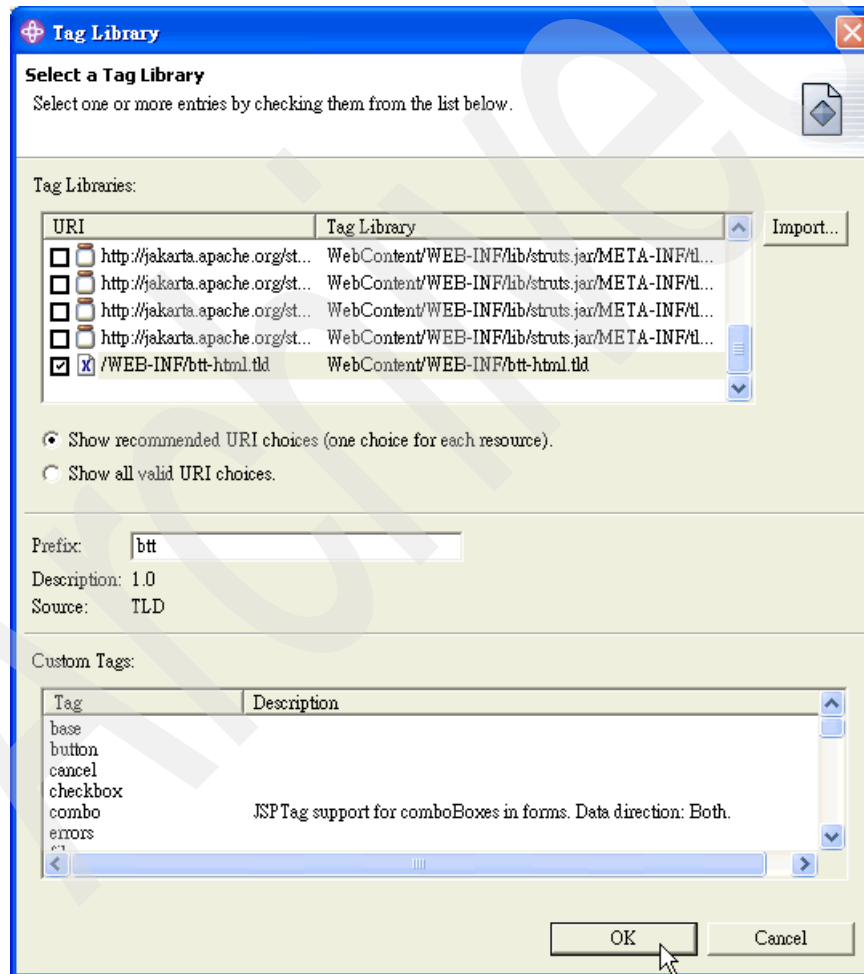 Tag Library
Select a Tag Library
Select one or more entries by checking them from the list below.
Tag Libraries:
URI Tag Library
http://jakarta.apache.org/st... WebContent/WEB-INF/lib/struts.jar/META-INF/tl...
http://jakarta.apache.org/st... WebContent/WEB-INF/lib/struts.jar/META-INF/tl...
http://jakarta.apache.org/st... WebContent/WEB-INF/lib/struts.jar/META-INF/tl...
http://jakarta.apache.org/st... WebContent/WEB-INF/lib/struts.jar/META-INF/tl...
/WEB-INF/btt-html.tld WebContent/WEB-INF/btt-html.tld
Import...
Show recommended URI choices (one choice for each resource).
Show all valid URI choices.
Prefix: btt
Description: 1.0
Source: TLD
Custom Tags:
Tag Description
base
button
cancel
checkbox
combo JSPTag support for comboBoxes in forms. Data direction: Both.
errors
OK Cancel